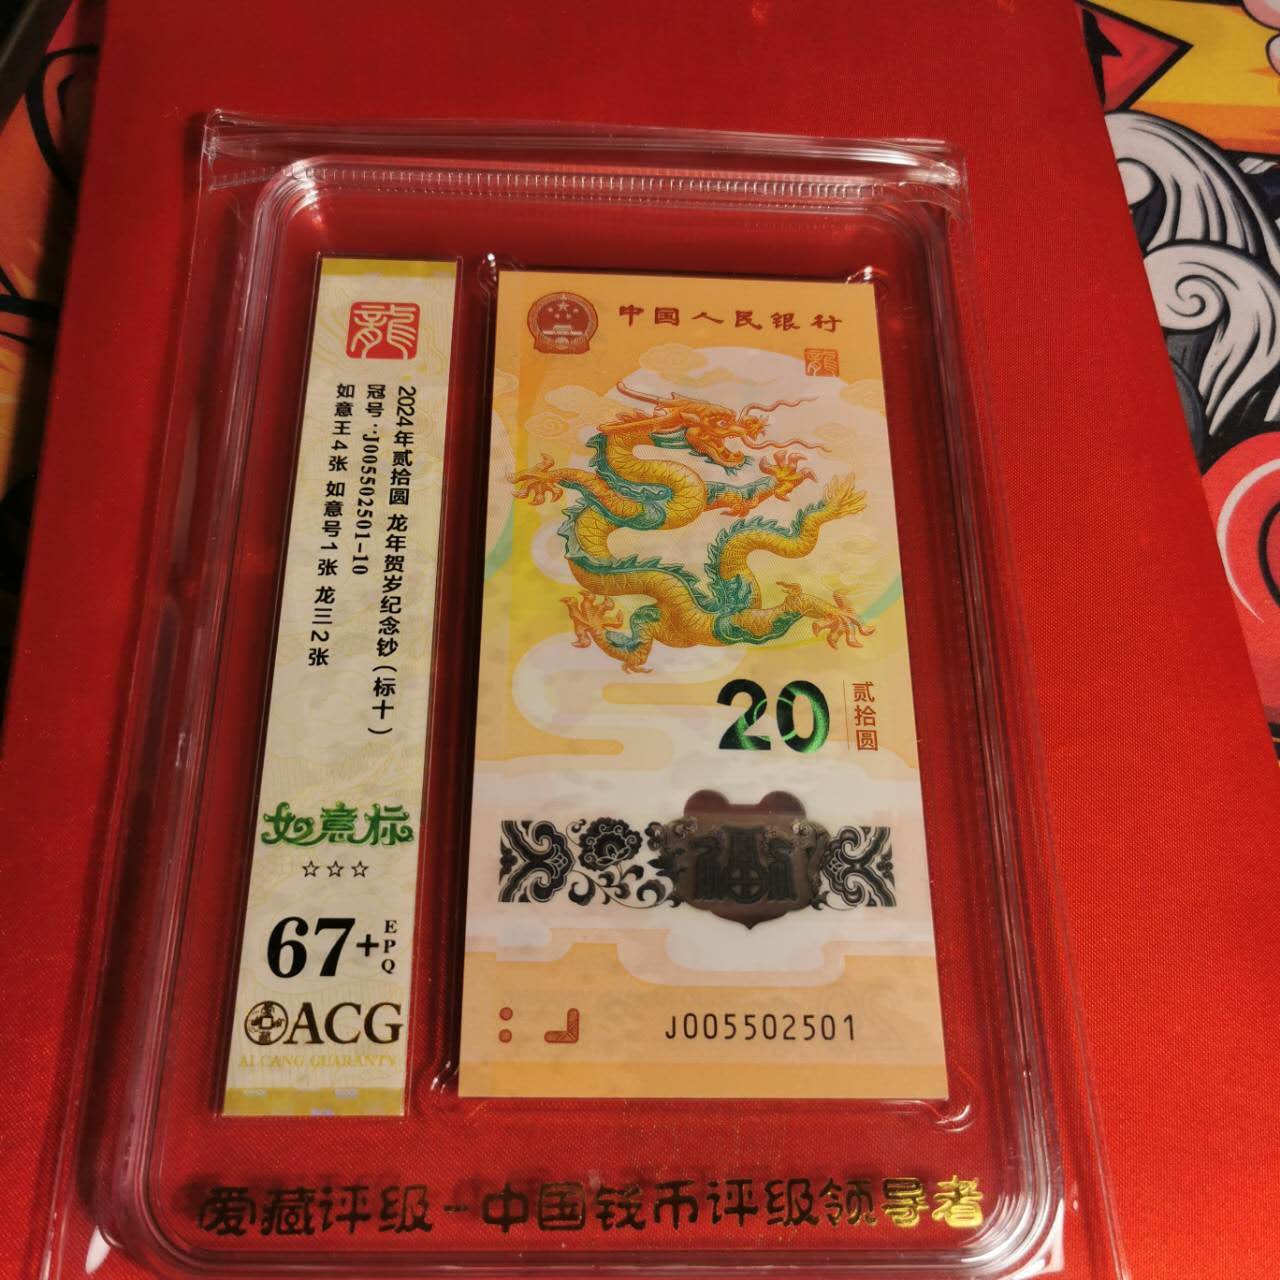 龍
2024年贰拾圆 龙年贺岁纪念钞（标十）
冠号：J005502501-10
如意王4张 如意号1张 龙三2张
如意标
☆☆☆
67+
EPQ
ACG
AI CANG GUARANTY
中国人民银行
龍
20
贰拾圆
J005502501
爱藏评级-中国钱币评级领导者